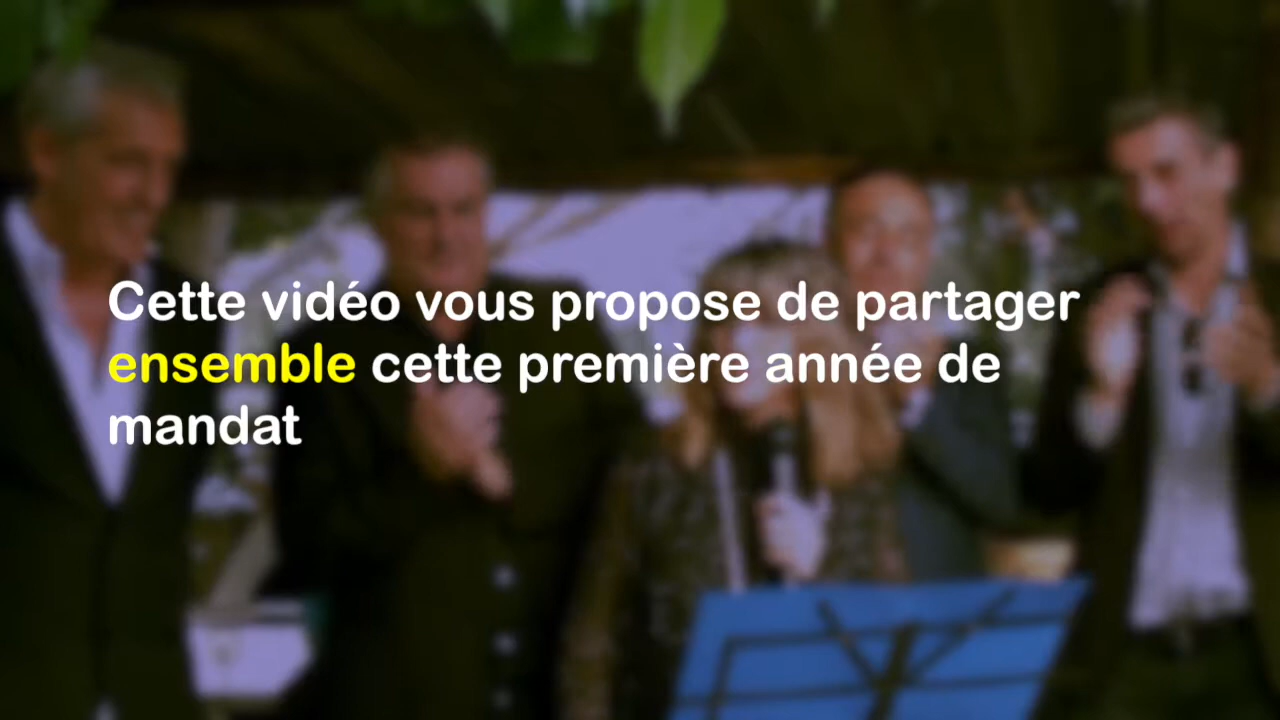 Cette vidéo vous propose de partager
ensemble cette première année de
mandat